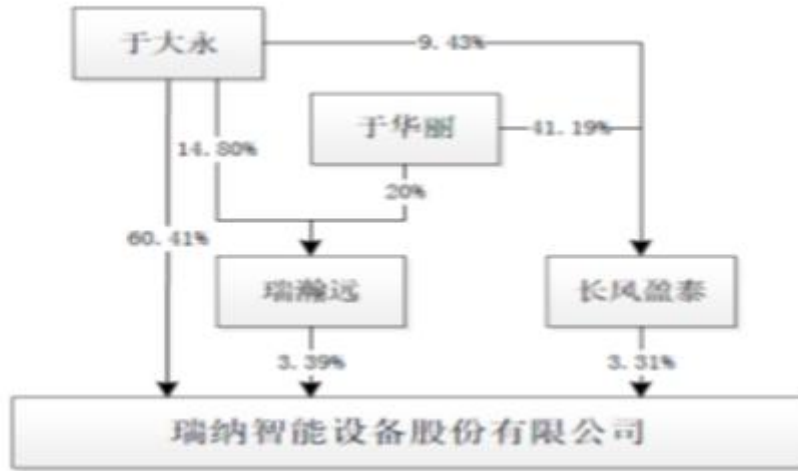 于大永
9.43%
于华丽
41.19%
14.80%
20%
60.41%
瑞瀚远
长风盈泰
3.39%
3.31%
瑞纳智能设备股份有限公司